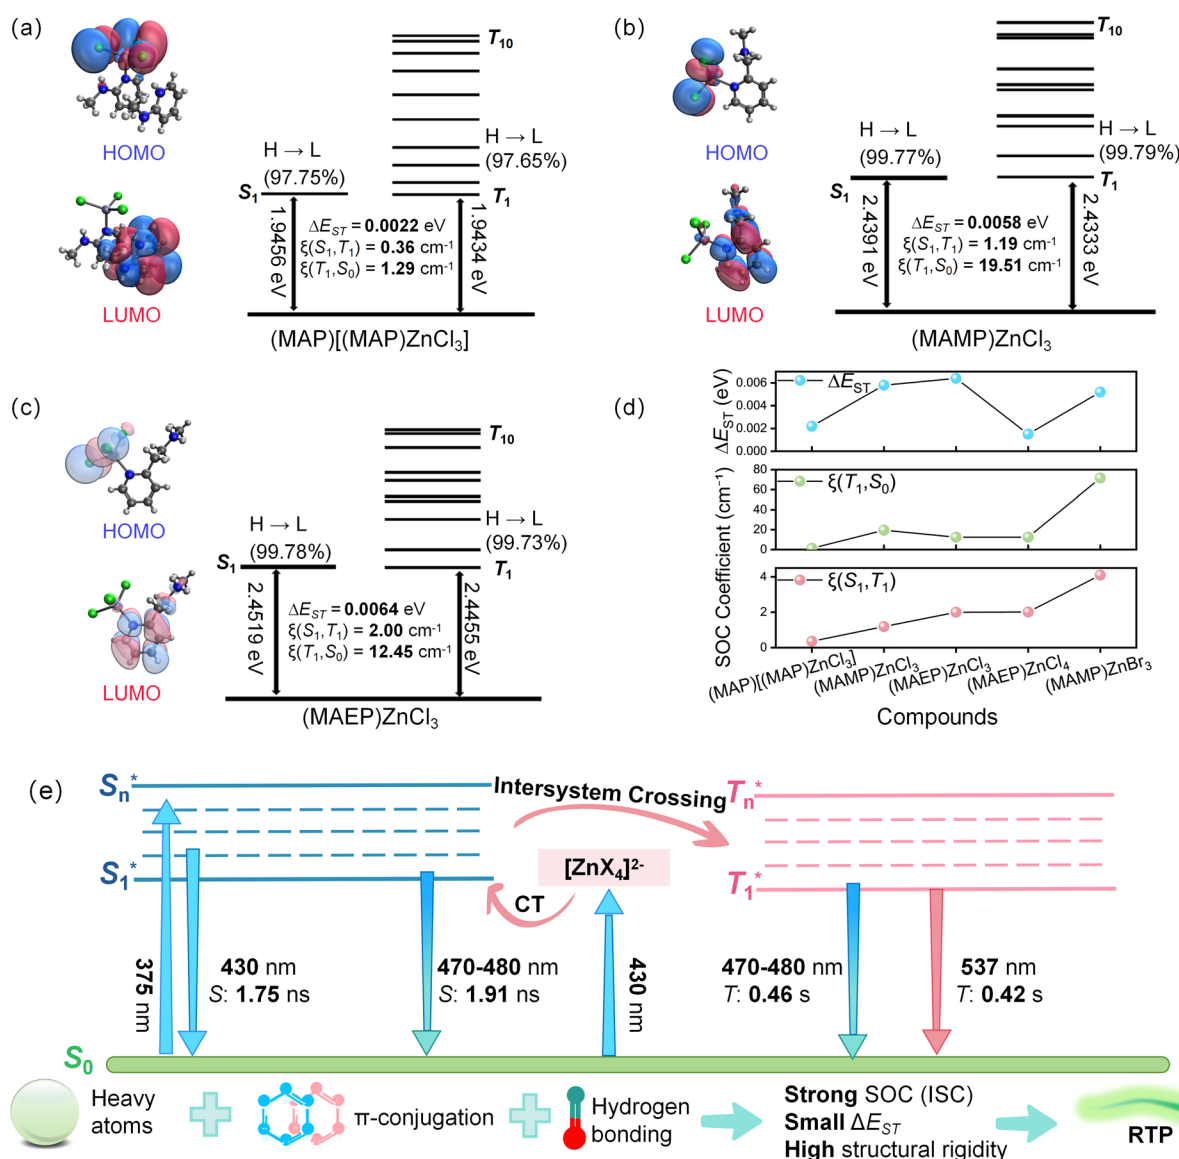 (a)
HOMO
LUMO
T10
H → L
(97.75%)
H → L
(97.65%)
S1
T1
1.9456 eV
ΔEST = 0.0022 eV
ξ(S1,T1) = 0.36 cm-1
ξ(T1,S0) = 1.29 cm-1
1.9434 eV
(MAP)[(MAP)ZnCl3]
(b)
HOMO
LUMO
T10
H → L
(99.77%)
H → L
(99.79%)
S1
T1
2.4391 eV
ΔEST = 0.0058 eV
ξ(S1,T1) = 1.19 cm-1
ξ(T1,S0) = 19.51 cm-1
2.4333 eV
(MAMP)ZnCl3
(c)
HOMO
LUMO
T10
H → L
(99.78%)
H → L
(99.73%)
S1
T1
2.4519 eV
ΔEST = 0.0064 eV
ξ(S1,T1) = 2.00 cm-1
ξ(T1,S0) = 12.45 cm-1
2.4455 eV
(MAEP)ZnCl3
(d)
ΔEST (eV)
0.006
0.004
0.002
0.000
ΔEST
SOC Coefficient (cm-1)
80
60
40
20
0
ξ(T1,S0)
4
2
0
ξ(S1,T1)
(MAP)[(MAP)ZnCl3]
(MAMP)ZnCl3
(MAEP)ZnCl3
(MAEP)ZnCl4
(MAMP)ZnBr3
Compounds
(e)
Sn*
Intersystem Crossing
Tn*
S1*
[ZnX4]2-
CT
T1*
375 nm
430 nm
S: 1.75 ns
470-480 nm
S: 1.91 ns
430 nm
470-480 nm
T: 0.46 s
537 nm
T: 0.42 s
S0
Heavy
atoms
π-conjugation
Hydrogen
bonding
Strong SOC (ISC)
Small ΔEST
High structural rigidity
RTP